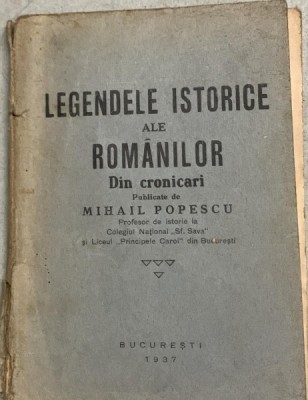 LEGENDELE ISTORICE
ALE
ROMÂNILOR
Din cronicari
Publicate de
MIHAIL POPESCU
Profesor de istorie la
Colegiul Național „Sf. Sava"
și Liceul „Principele Carol" din București
BUCUREȘTI
1937